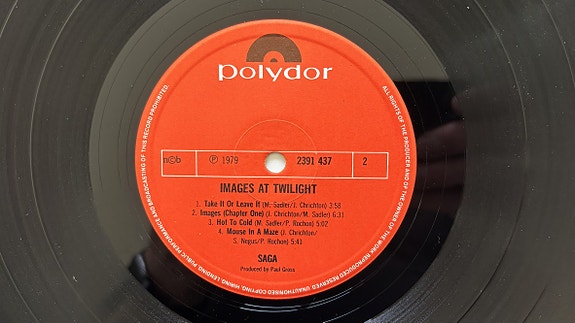 polydor
n©b
℗ 1979
2391 437
2
IMAGES AT TWILIGHT
1. Take It Or Leave It (M. Sadler/J. Chrichton) 3:58
2. Images (Chapter One) (J. Chrichton/M. Sadler) 6:31
3. Hot To Cold (M. Sadler/P. Rochon) 5:02
4. Mouse In A Maze (J. Chrichton/
S. Negus/P. Rochon) 5:41
SAGA
Produced by Paul Gross
ALL RIGHTS OF THE PRODUCER AND OF THE OWNER OF THE WORK REPRODUCED RESERVED. UNAUTHORISED COPYING, HIRING, LENDING, PUBLIC PERFORMANCE AND BROADCASTING OF THIS RECORD PROHIBITED